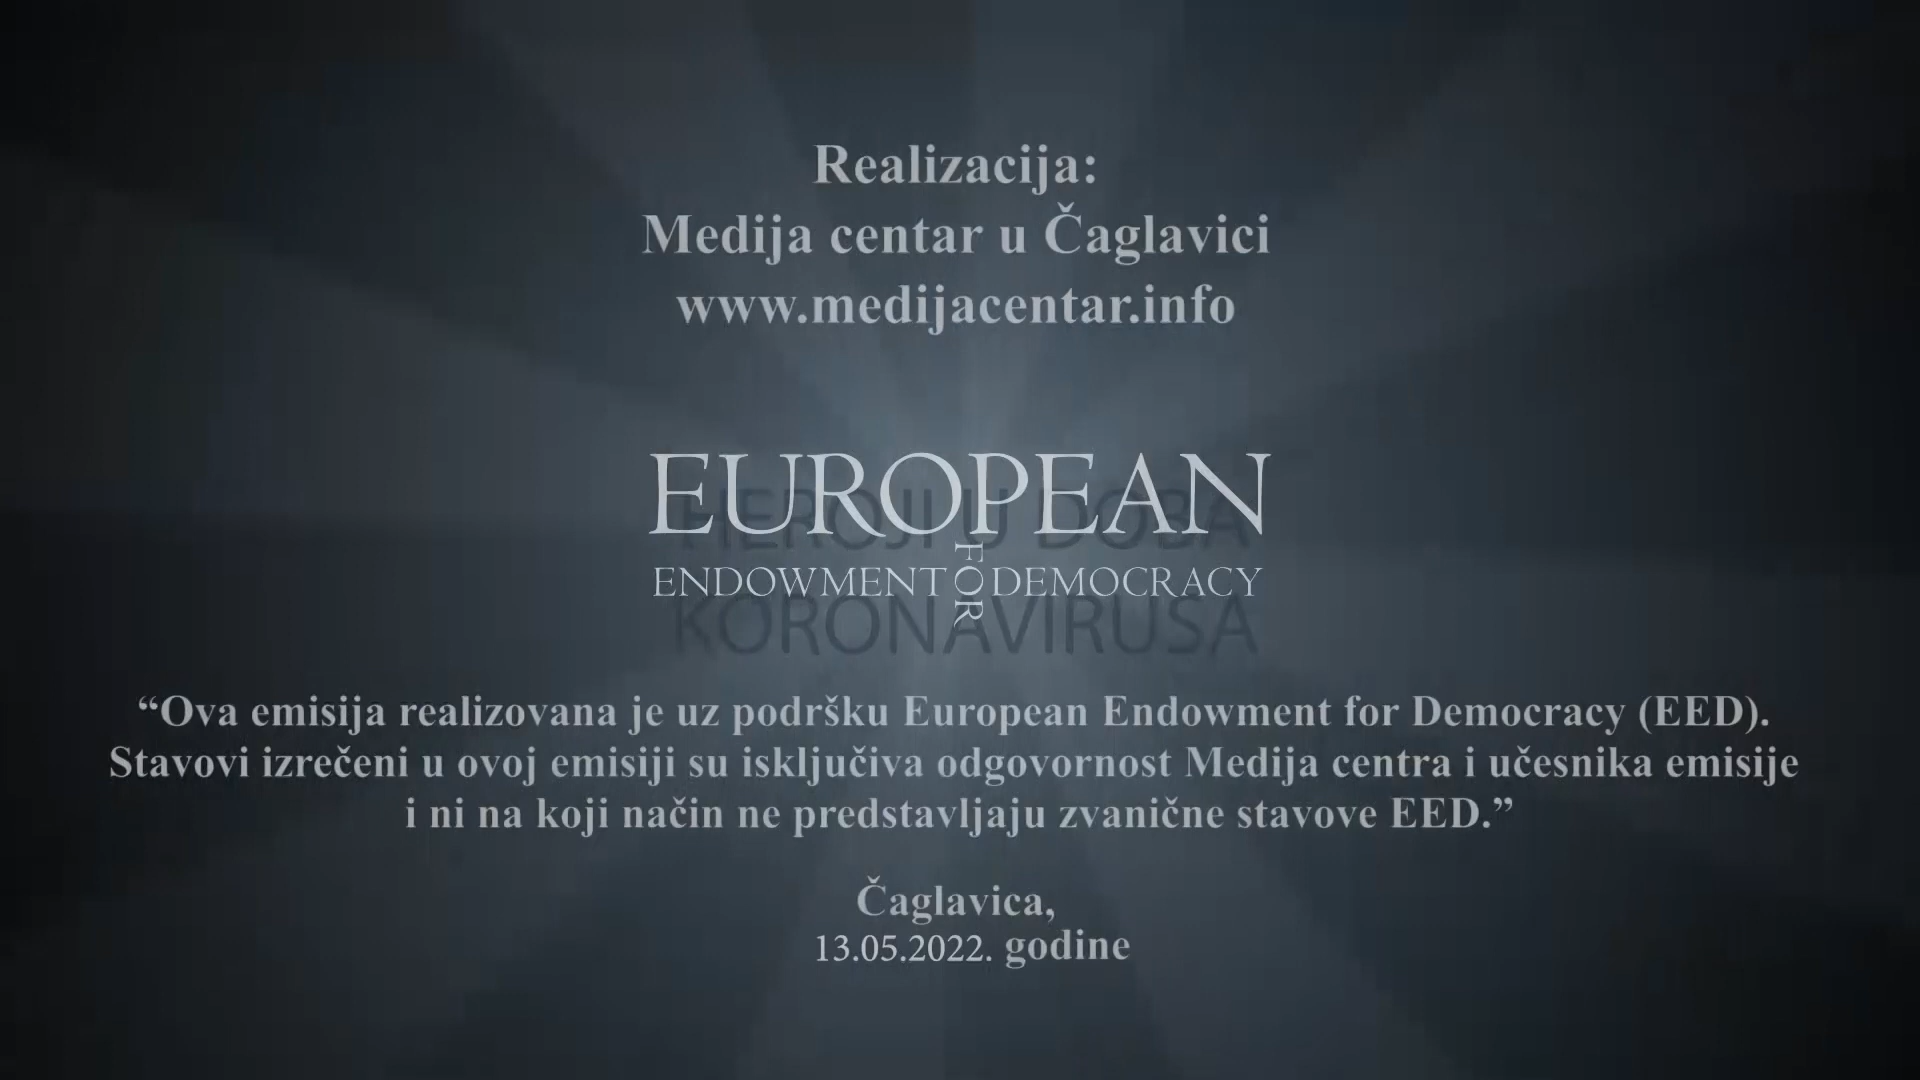 Realizacija:
Medija centar u Čaglavici
www.medijacentar.info
EUROPEAN
HEROJI U DOBA
ENDOWMENT FOR DEMOCRACY
KORONAVIRUSA
“Ova emisija realizovana je uz podršku European Endowment for Democracy (EED).
Stavovi izrečeni u ovoj emisiji su isključiva odgovornost Medija centra i učesnika emisije
i ni na koji način ne predstavljaju zvanične stavove EED.”
Čaglavica,
13.05.2022. godine